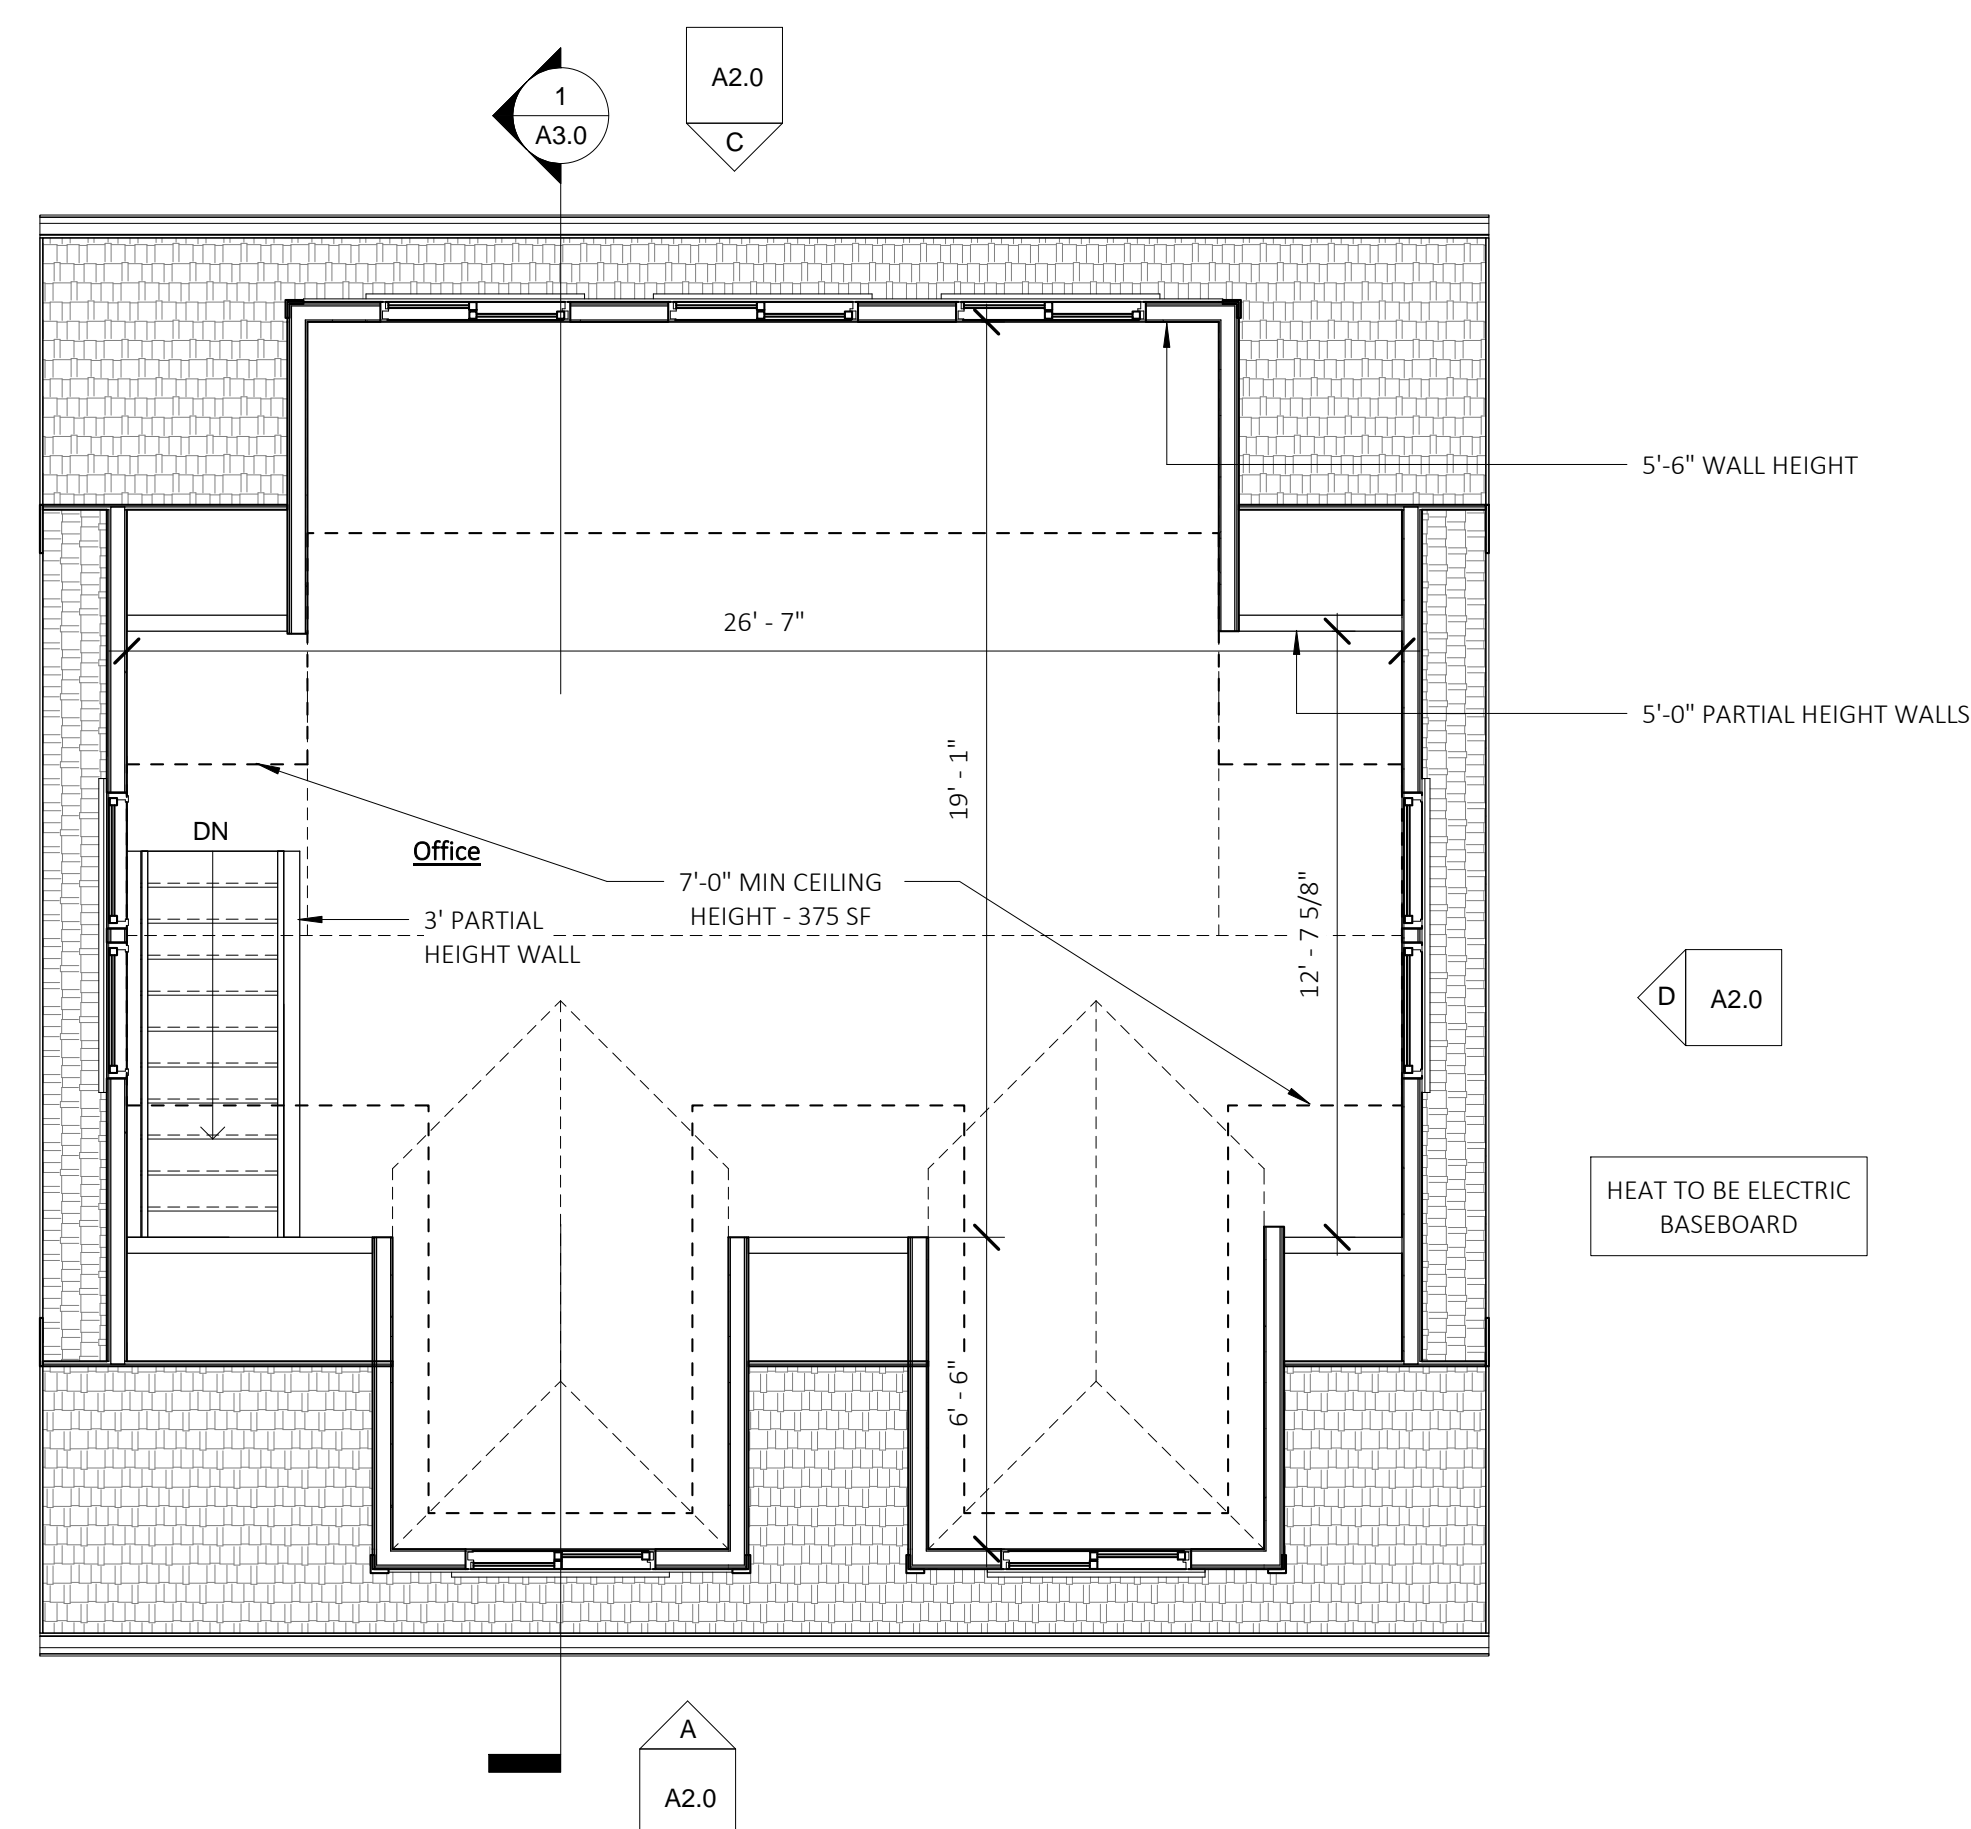 1
A3.0
A2.0
C
5'-6" WALL HEIGHT
26' - 7"
5'-0" PARTIAL HEIGHT WALLS
19' - 1"
DN
Office
7'-0" MIN CEILING
HEIGHT - 375 SF
3' PARTIAL
HEIGHT WALL
12' - 7 5/8"
D
A2.0
HEAT TO BE ELECTRIC
BASEBOARD
6' - 6"
A
A2.0